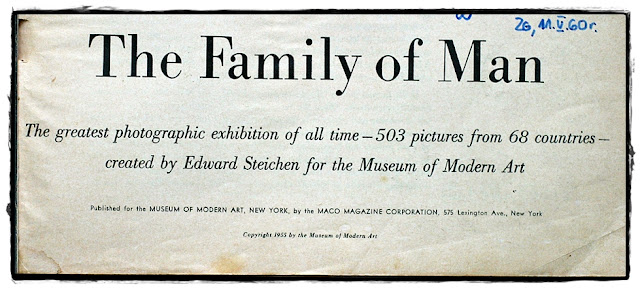 ZG, 11.V.60r.
The Family of Man
The greatest photographic exhibition of all time—503 pictures from 68 countries—
created by Edward Steichen for the Museum of Modern Art
Published for the MUSEUM OF MODERN ART, NEW YORK, by the MACO MAGAZINE CORPORATION, 575 Lexington Ave., New York
Copyright 1955 by the Museum of Modern Art